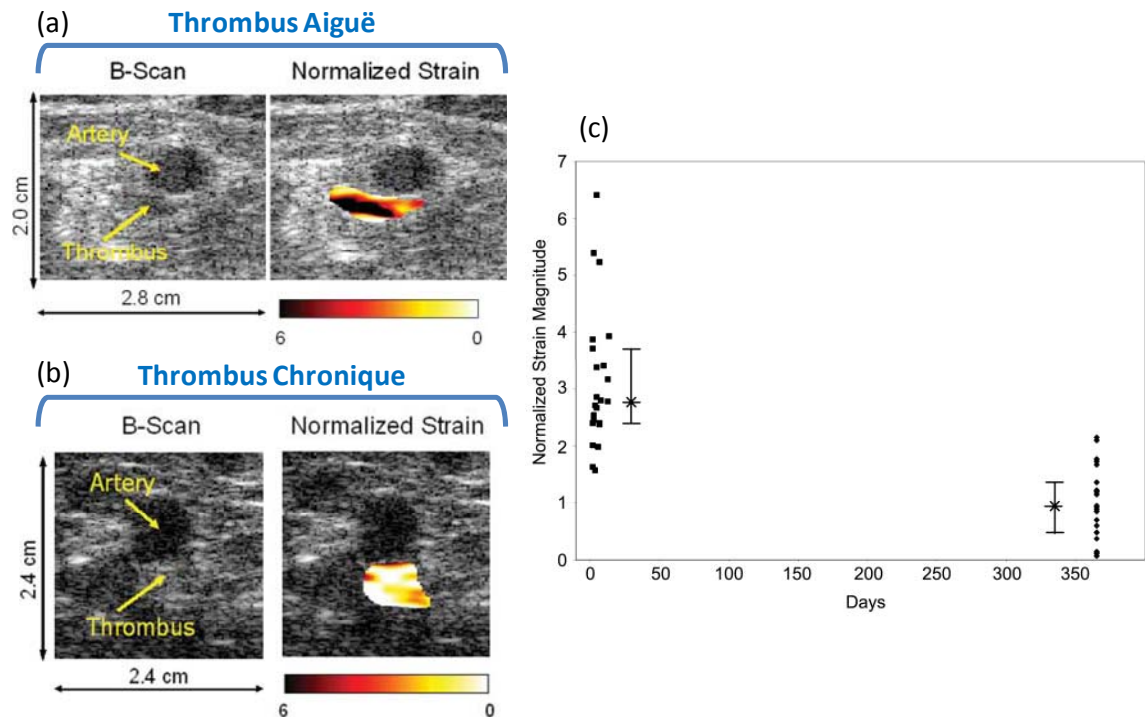 (a)
Thrombus Aiguë
B-Scan
Normalized Strain
Artery
Thrombus
2.0 cm
2.8 cm
6
0
(b)
Thrombus Chronique
B-Scan
Normalized Strain
Artery
Thrombus
2.4 cm
2.4 cm
6
0
(c)
Normalized Strain Magnitude
7
6
5
4
3
2
1
0
0 50 100 150 200 250 300 350
Days